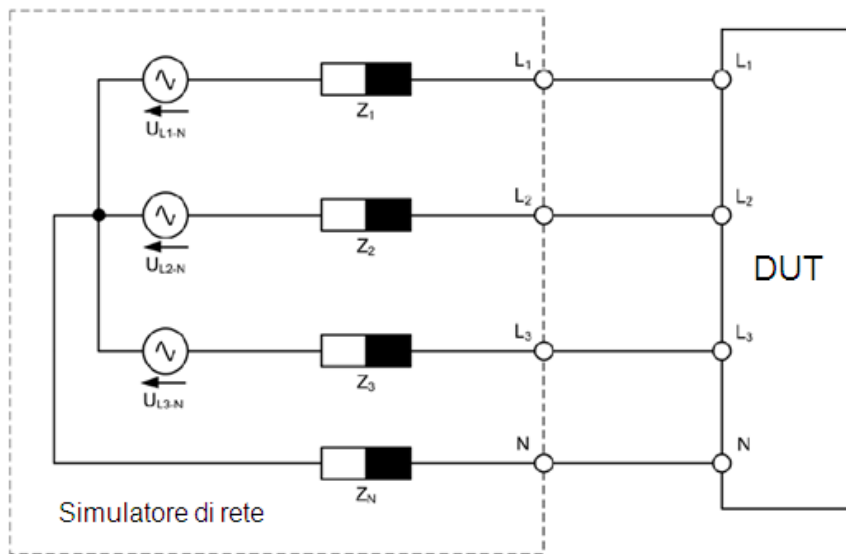 L1
L1
UL1-N
Z1
L2
L2
UL2-N
Z2
DUT
L3
L3
UL3-N
Z3
N
N
ZN
Simulatore di rete